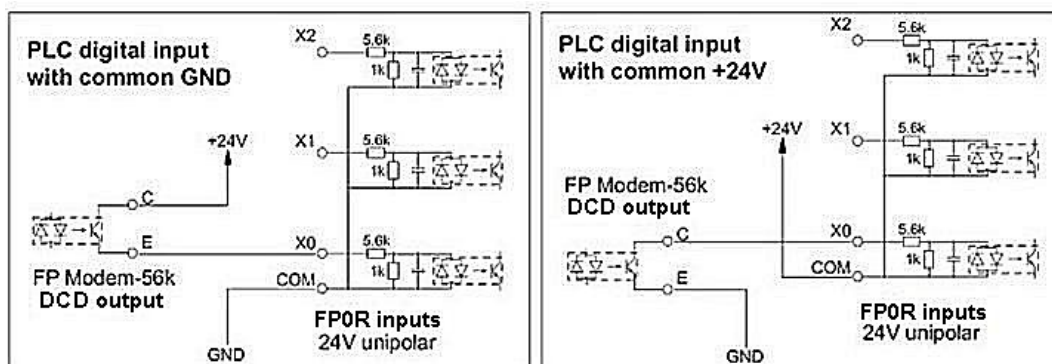 PLC digital input
with common GND
X2
5.6k
1k
+24V
X1
5.6k
1k
C
E
X0
5.6k
1k
COM
FP Modem-56k
DCD output
FP0R inputs
24V unipolar
GND
PLC digital input
with common +24V
X2
5.6k
1k
+24V
X1
5.6k
1k
FP Modem-56k
DCD output
C
X0
5.6k
1k
COM
E
FP0R inputs
24V unipolar
GND